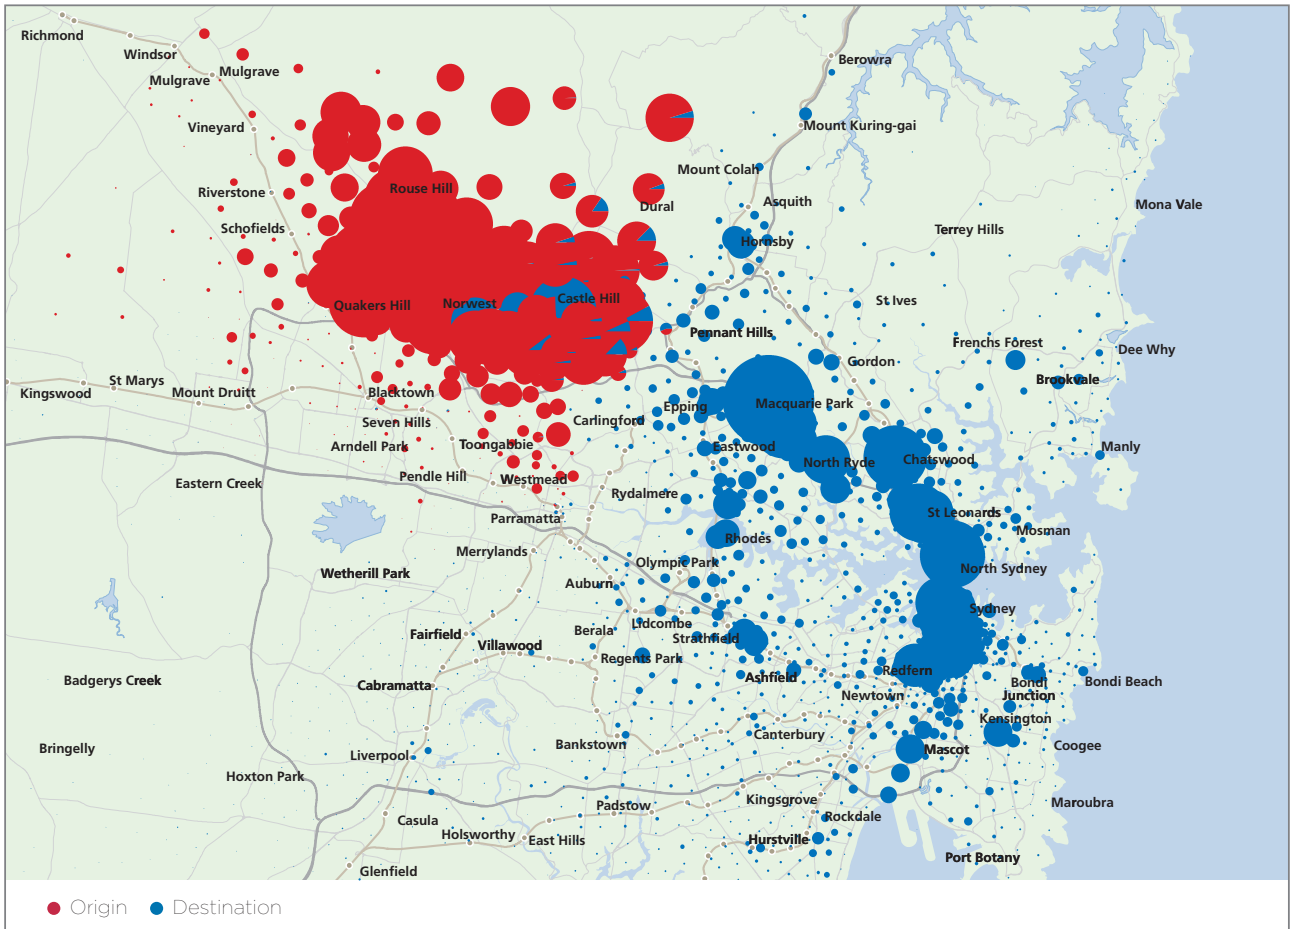 Richmond
Berowra
Windsor
Mulgrave
Mulgrave
Vineyard
Mount Kuring-gai
Mount Colah
Rouse Hill
Riverstone
Asquith
Dural
Mona Vale
Schofields
Terrey Hills
Hornsby
Quakers Hill
Norwest
Castle Hill
St Ives
Pennant Hills
Frenchs Forest
Dee Why
Gordon
St Marys
Brookvale
Kingswood
Mount Druitt
Blacktown
Epping
Macquarie Park
Seven Hills
Carlingford
Arndell Park
Toongabbie
Eastwood
Manly
North Ryde
Chatswood
Pendle Hill
Westmead
Eastern Creek
Rydalmere
Parramatta
St Leonards
Mosman
Rhodes
Merrylands
Olympic Park
North Sydney
Wetherill Park
Auburn
Sydney
Lidcombe
Berala
Fairfield
Strathfield
Villawood
Regents Park
Redfern
Ashfield
Badgerys Creek
Cabramatta
Bondi
Junction
Bondi Beach
Newtown
Kensington
Canterbury
Bringelly
Bankstown
Coogee
Mascot
Liverpool
Hoxton Park
Kingsgrove
Maroubra
Padstow
Rockdale
Casula
Holsworthy
East Hills
Hurstville
Port Botany
Glenfield
Origin
Destination